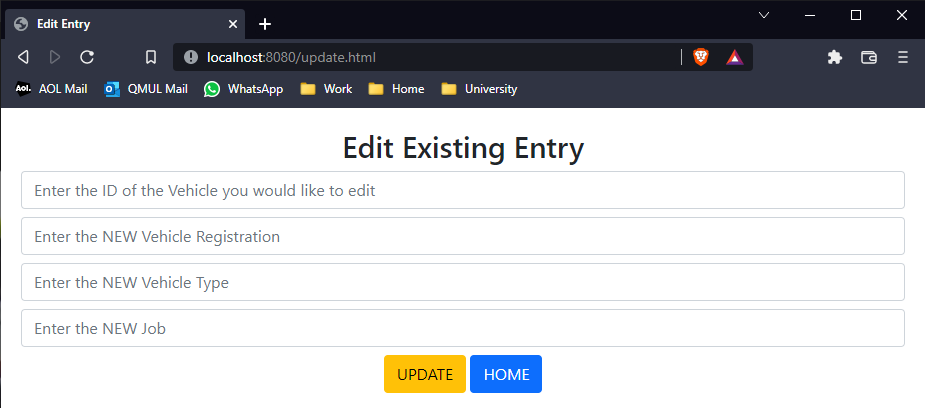 Edit Entry
localhost:8080/update.html
AOL Mail QMUL Mail WhatsApp Work Home University
Edit Existing Entry
Enter the ID of the Vehicle you would like to edit
Enter the NEW Vehicle Registration
Enter the NEW Vehicle Type
Enter the NEW Job
UPDATE HOME